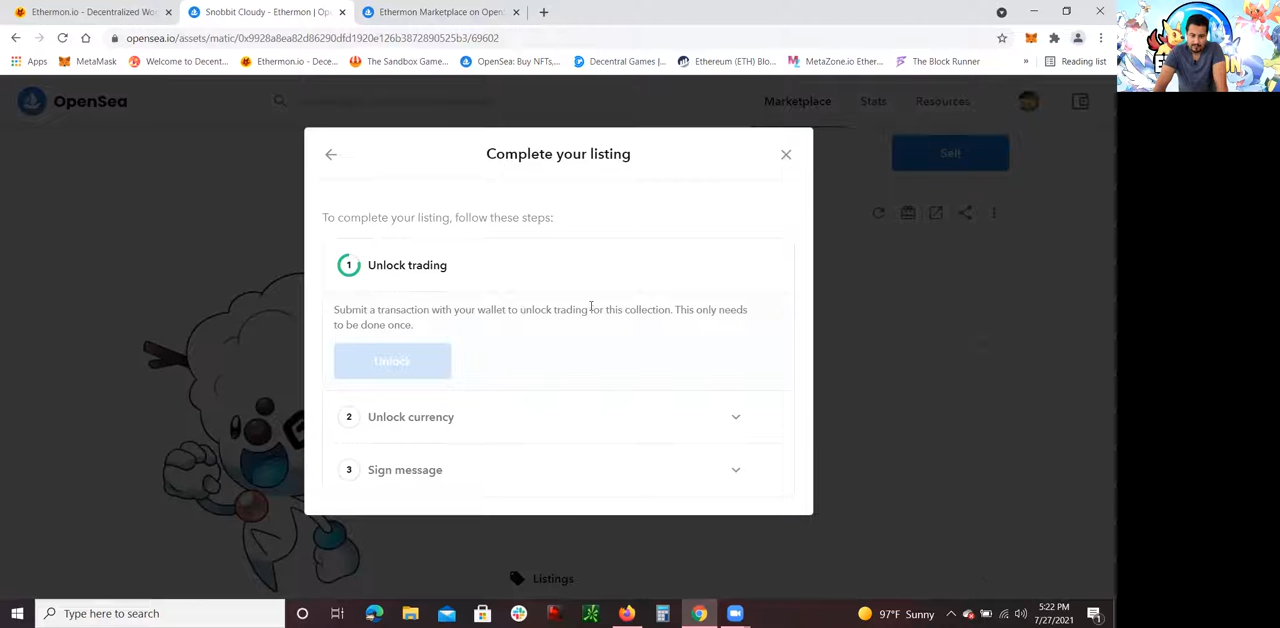 Ethermon.io - Decentralized Wo
Snobbit Cloudy - Ethermon | Op
Ethermon Marketplace on Open
opensea.io/assets/matic/0x9928a8ea82d86290dfd1920e126b3872890525b3/69602
Apps
MetaMask
Welcome to Decent...
Ethermon.io - Dece...
The Sandbox Game...
OpenSea: Buy NFTs,...
Decentral Games |...
Ethereum (ETH) Blo...
MetaZone.io Ether...
The Block Runner
»
Reading list
OpenSea
Marketplace
Stats
Resources
Sell
Complete your listing
To complete your listing, follow these steps:
1 Unlock trading
Submit a transaction with your wallet to unlock trading for this collection. This only needs
to be done once.
Unlock
2 Unlock currency
3 Sign message
Listings
Type here to search
97°F Sunny
5:22 PM
7/27/2021